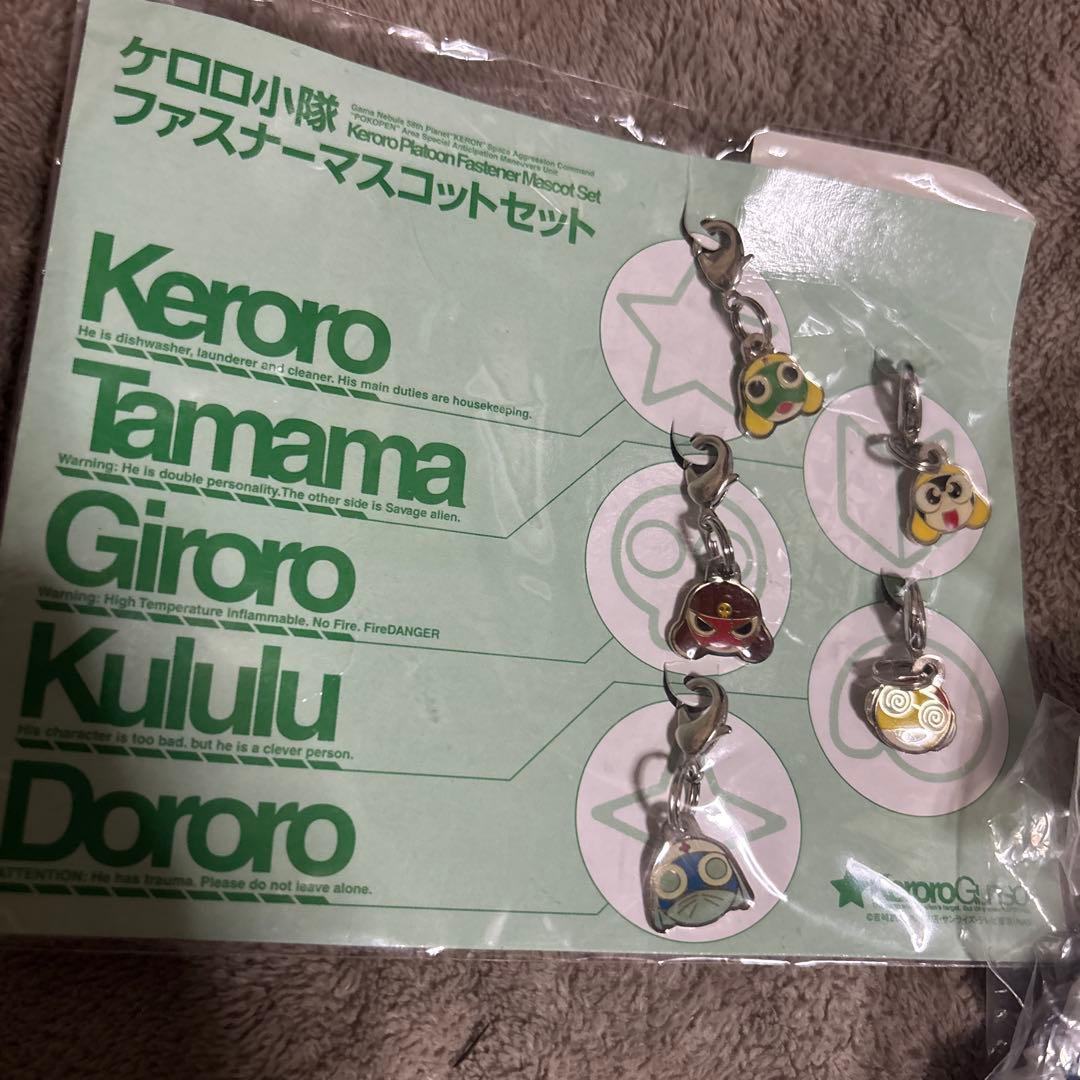 ケロロ小隊
Gama Nebule 58th Planet "KERON" Space Aggression Command
"POKOPEN" Area Special Anticipation Maneuvers Unit
Keroro Platoon Fastener Mascot Set
ファスナーマスコットセット
Keroro
He is dishwasher, launderer and cleaner. His main duties are housekeeping.
Tamama
Warning: He is double personality.The other side is Savage alien.
Giroro
Warning: High Temperature Inflammable. No Fire. FireDANGER
Kululu
His character is too bad, but he is a clever person.
Dororo
ATTENTION: He has trauma. Please do not leave alone.
KeroroGunso